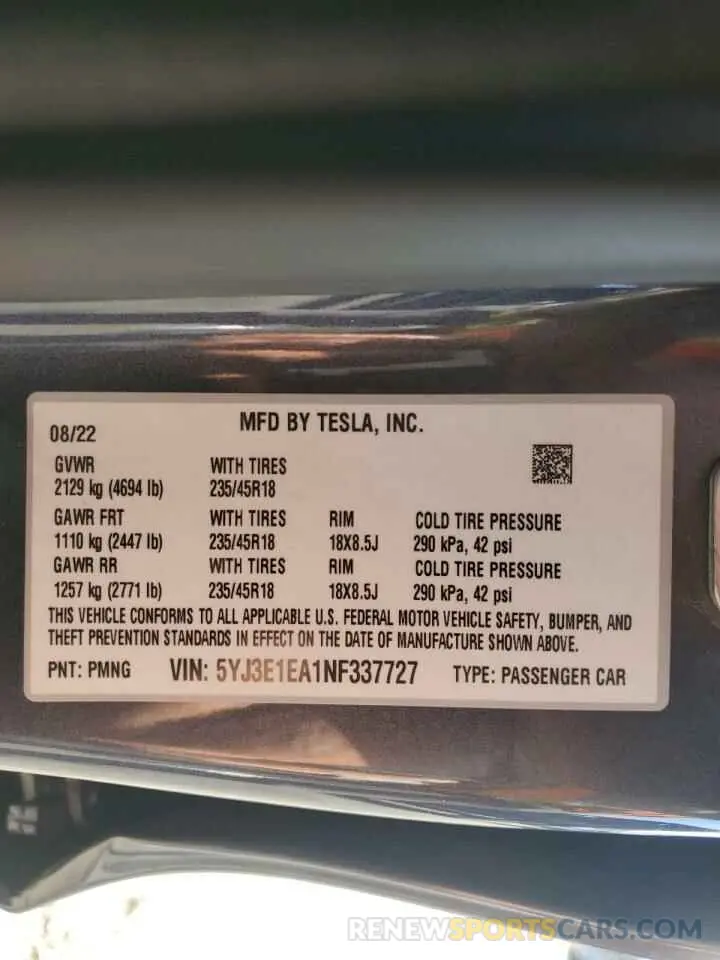 MFD BY TESLA, INC.
08/22
GVWR WITH TIRES
2129 kg (4694 lb) 235/45R18
GAWR FRT WITH TIRES RIM COLD TIRE PRESSURE
1110 kg (2447 lb) 235/45R18 18X8.5J 290 kPa, 42 psi
GAWR RR WITH TIRES RIM COLD TIRE PRESSURE
1257 kg (2771 lb) 235/45R18 18X8.5J 290 kPa, 42 psi
THIS VEHICLE CONFORMS TO ALL APPLICABLE U.S. FEDERAL MOTOR VEHICLE SAFETY, BUMPER, AND
THEFT PREVENTION STANDARDS IN EFFECT ON THE DATE OF MANUFACTURE SHOWN ABOVE.
PNT: PMNG VIN: 5YJ3E1EA1NF337727 TYPE: PASSENGER CAR
RENEWSPORTSCARS.COM